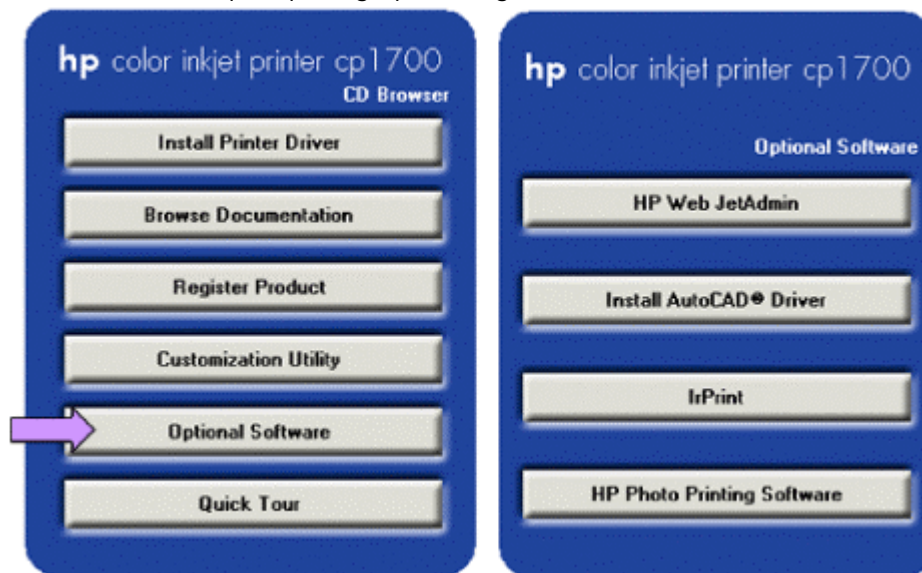 hp color inkjet printer cp1700
CD Browser
Install Printer Driver
Browse Documentation
Register Product
Customization Utility
Optional Software
Quick Tour
hp color inkjet printer cp1700
Optional Software
HP Web JetAdmin
Install AutoCAD® Driver
IrPrint
HP Photo Printing Software